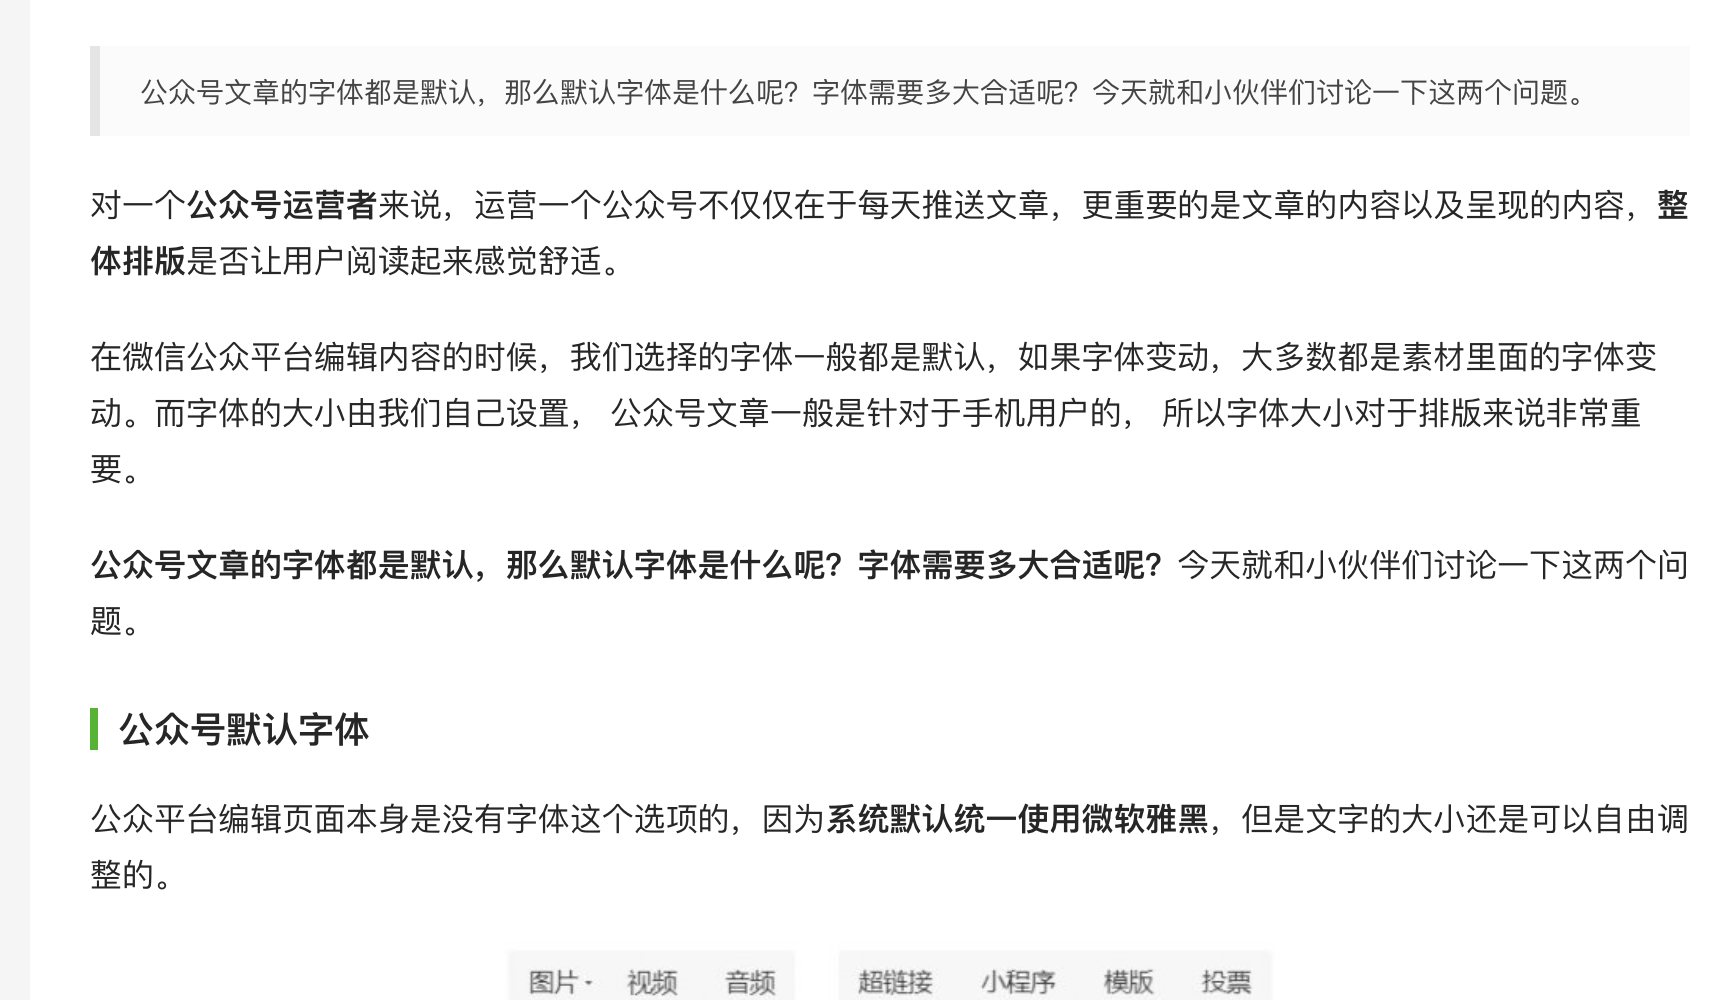 公众号文章的字体都是默认，那么默认字体是什么呢？字体需要多大合适呢？今天就和小伙伴们讨论一下这两个问题。
对一个公众号运营者来说，运营一个公众号不仅仅在于每天推送文章，更重要的是文章的内容以及呈现的内容，整
体排版是否让用户阅读起来感觉舒适。
在微信公众平台编辑内容的时候，我们选择的字体一般都是默认，如果字体变动，大多数都是素材里面的字体变
动。而字体的大小由我们自己设置， 公众号文章一般是针对于手机用户的， 所以字体大小对于排版来说非常重
要。
公众号文章的字体都是默认，那么默认字体是什么呢？字体需要多大合适呢？今天就和小伙伴们讨论一下这两个问
题。
公众号默认字体
公众平台编辑页面本身是没有字体这个选项的，因为系统默认统一使用微软雅黑，但是文字的大小还是可以自由调
整的。
图片 视频 音频 超链接 小程序 模版 投票